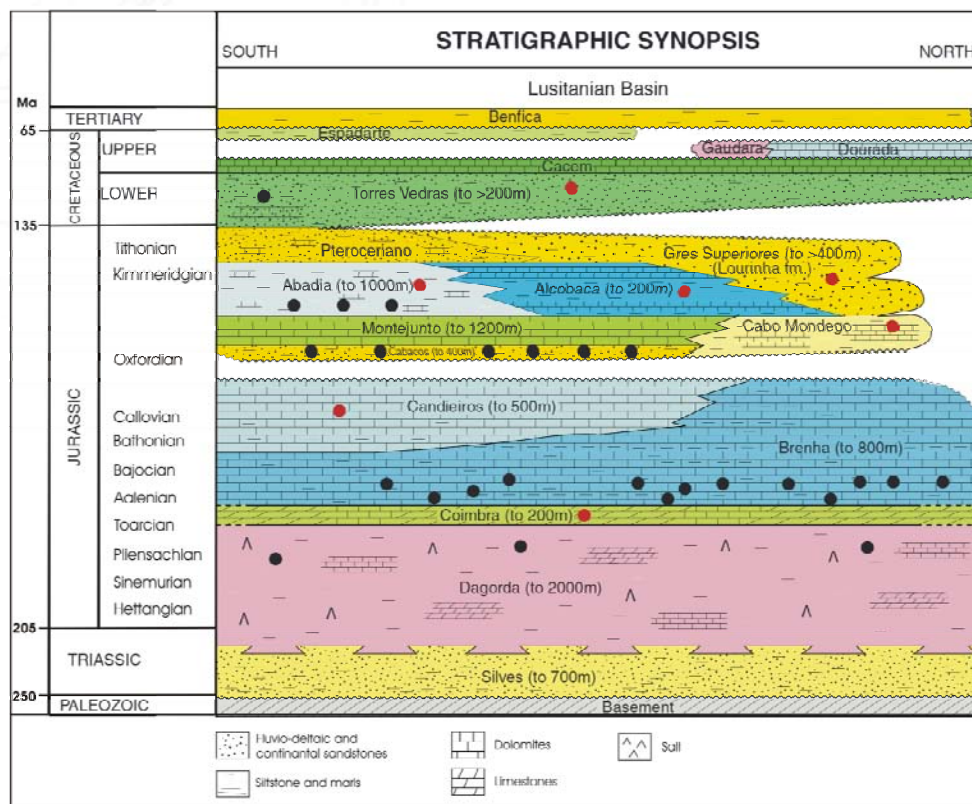 STRATIGRAPHIC SYNOPSIS
SOUTH
NORTH
Lusitanian Basin
Ma
TERTIARY
Benfica
65
Espadarte
CRETACEOUS
UPPER
Gaudara
Dourada
Cacem
LOWER
Torres Vedras (to >200m)
135
JURASSIC
Tithonian
Pteroceriano
Gres Superiores (to >400m)
(Lourinha fm.)
Kimmeridgian
Abadia (to 1000m)
Alcobaca (to 200m)
Montejunto (to 1200m)
Cabo Mondego
Oxfordian
Cabacos (to 400m)
Callovian
Candieiros (to 500m)
Bathonian
Brenha (to 800m)
Bajocian
Aalenian
Toarcian
Coimbra (to 200m)
Pliensachian
Sinemurian
Dagorda (to 2000m)
Hettangian
205
TRIASSIC
Silves (to 700m)
250
PALEOZOIC
Basement
Fluvio-deltaic and
continantal sandstones
Dolomites
Salt
Siltstone and marls
Limestones